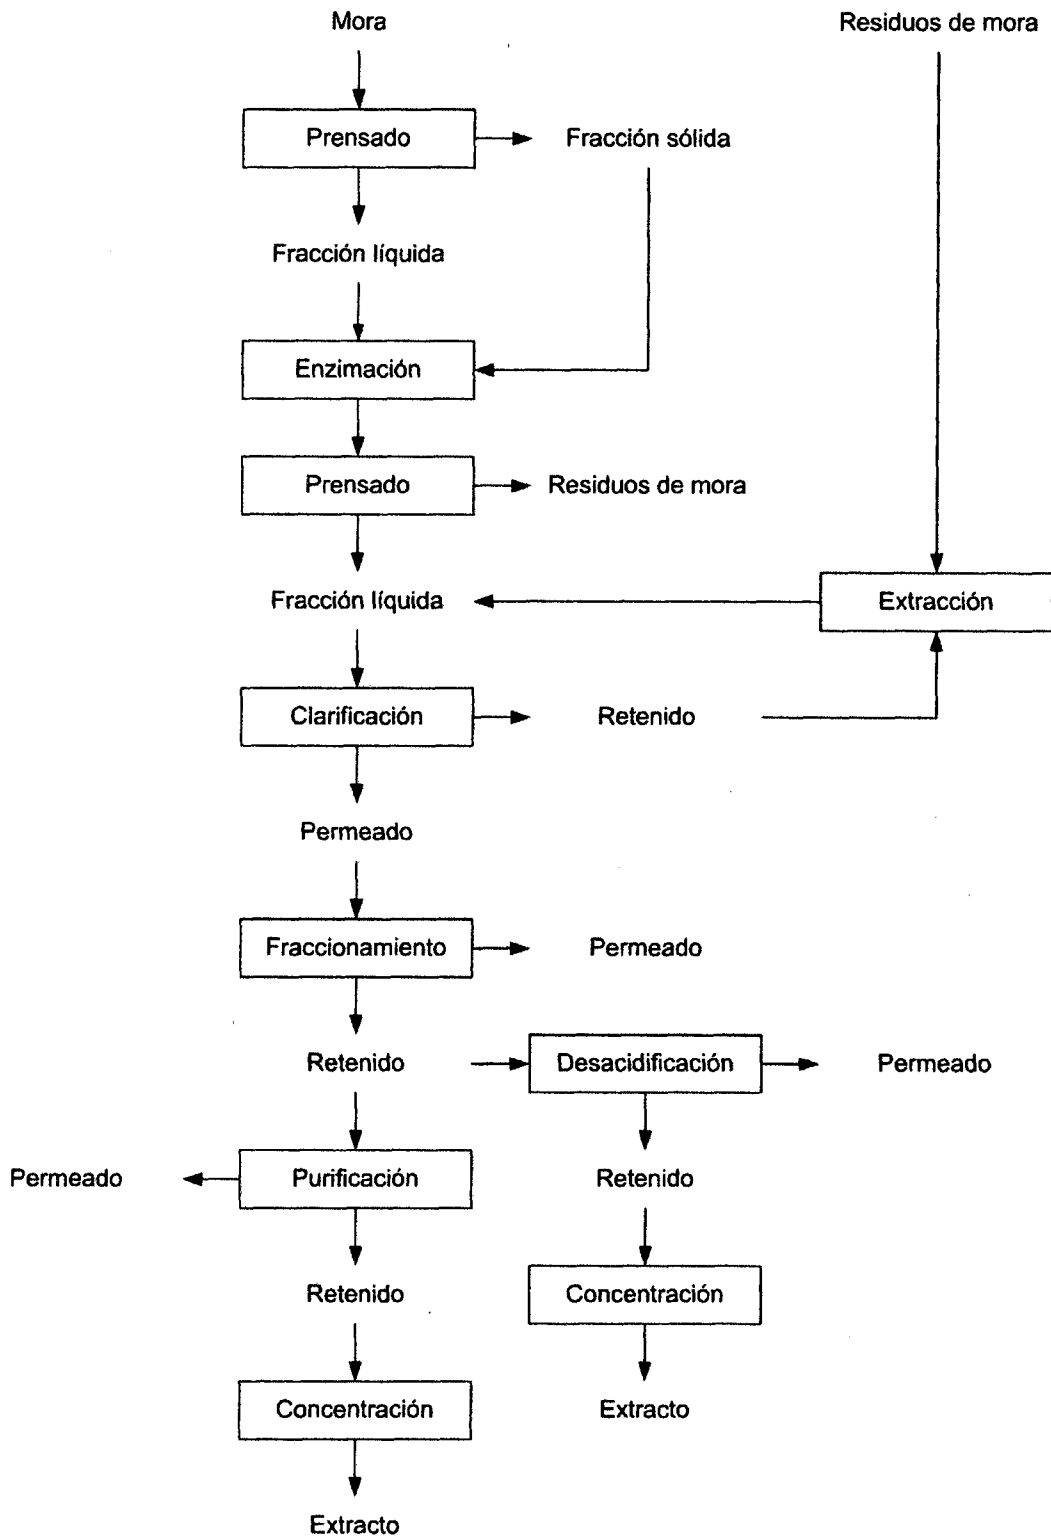 Mora
Residuos de mora
Prensado
Fracción sólida
Fracción líquida
Enzimación
Prensado
Residuos de mora
Fracción líquida
Extracción
Clarificación
Retenido
Permeado
Fraccionamiento
Permeado
Retenido
Desacidificación
Permeado
Permeado
Purificación
Retenido
Retenido
Concentración
Concentración
Extracto
Extracto